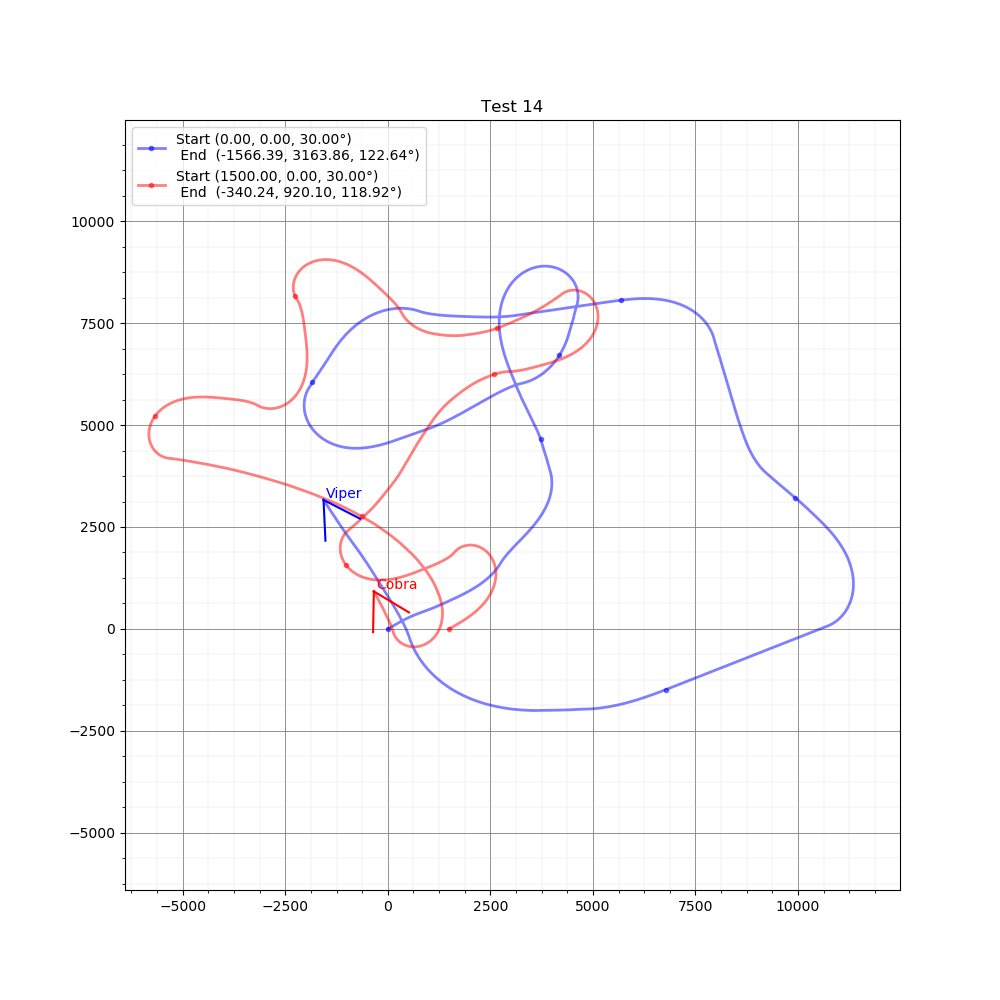 Test 14
Start (0.00, 0.00, 30.00°)
End  (-1566.39, 3163.86, 122.64°)
Start (1500.00, 0.00, 30.00°)
End  (-340.24, 920.10, 118.92°)
10000
7500
5000
2500
0
−2500
−5000
Viper
Cobra
−5000
−2500
0
2500
5000
7500
10000